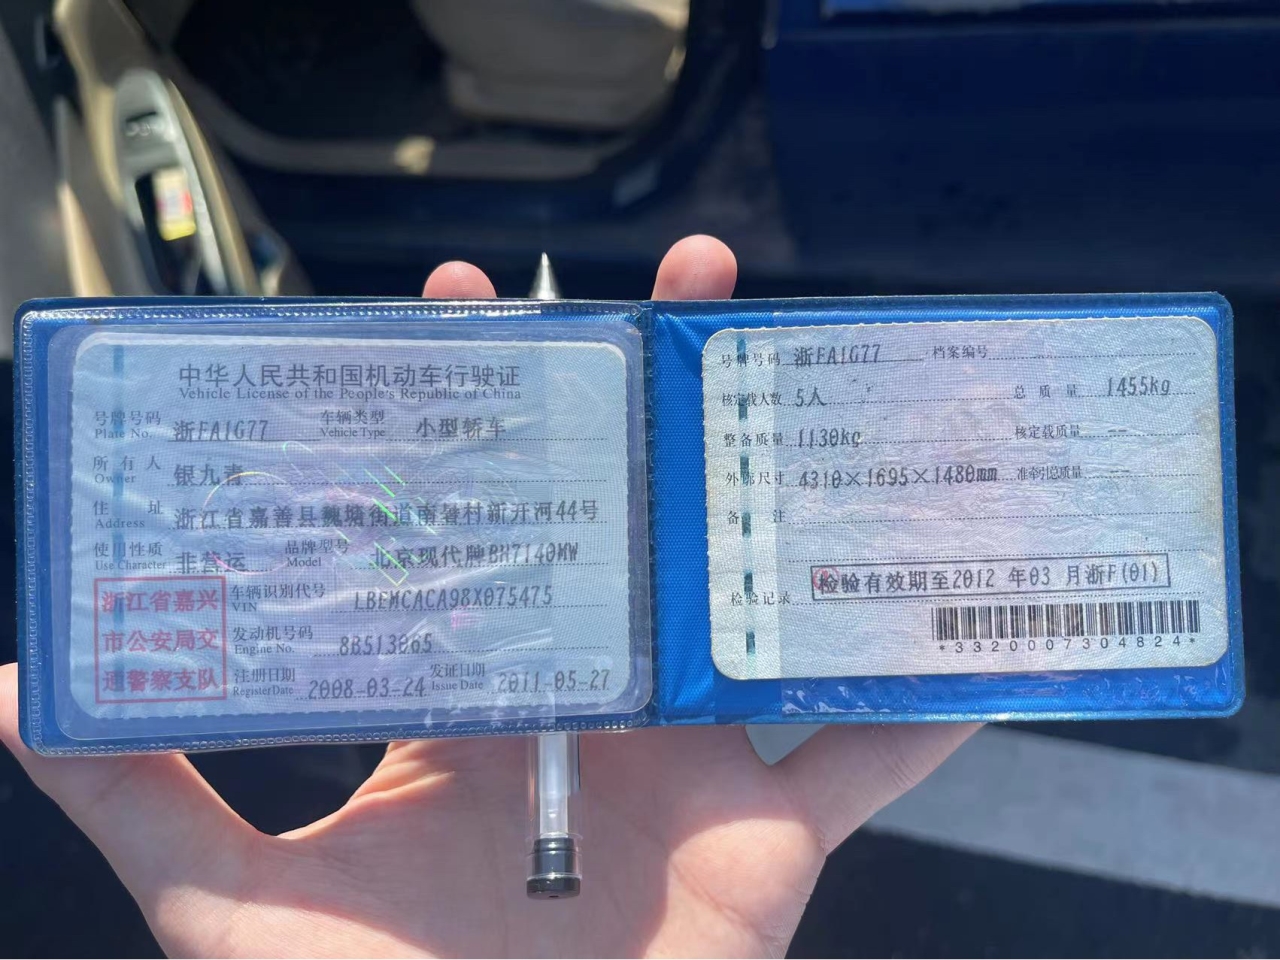 中华人民共和国机动车行驶证
Vehicle License of the People's Republic of China
号牌号码 Plate No. 浙FA1G77 车辆类型 Vehicle Type 小型轿车
所有人 Owner 银九青
住址 Address 浙江省嘉善县魏塘街道南暑村新开河44号
使用性质 Use Character 非营运 品牌型号 Model 北京现代牌BH7140MW
浙江省嘉兴
市公安局交
通警察支队
车辆识别代号 VIN LBEMCACA98X075475
发动机号码 Engine No. 8B513065
注册日期 Register Date 2008-03-24 发证日期 Issue Date 2011-05-27
号牌号码 浙FA1G77 档案编号
核定载人数 5人 总质量 1455kg
整备质量 1130kg 核定载质量 --
外廓尺寸 4310×1695×1480mm 准牵引总质量 --
备注
检验记录 检验有效期至2012 年03 月浙F(01)
*3320007304824*